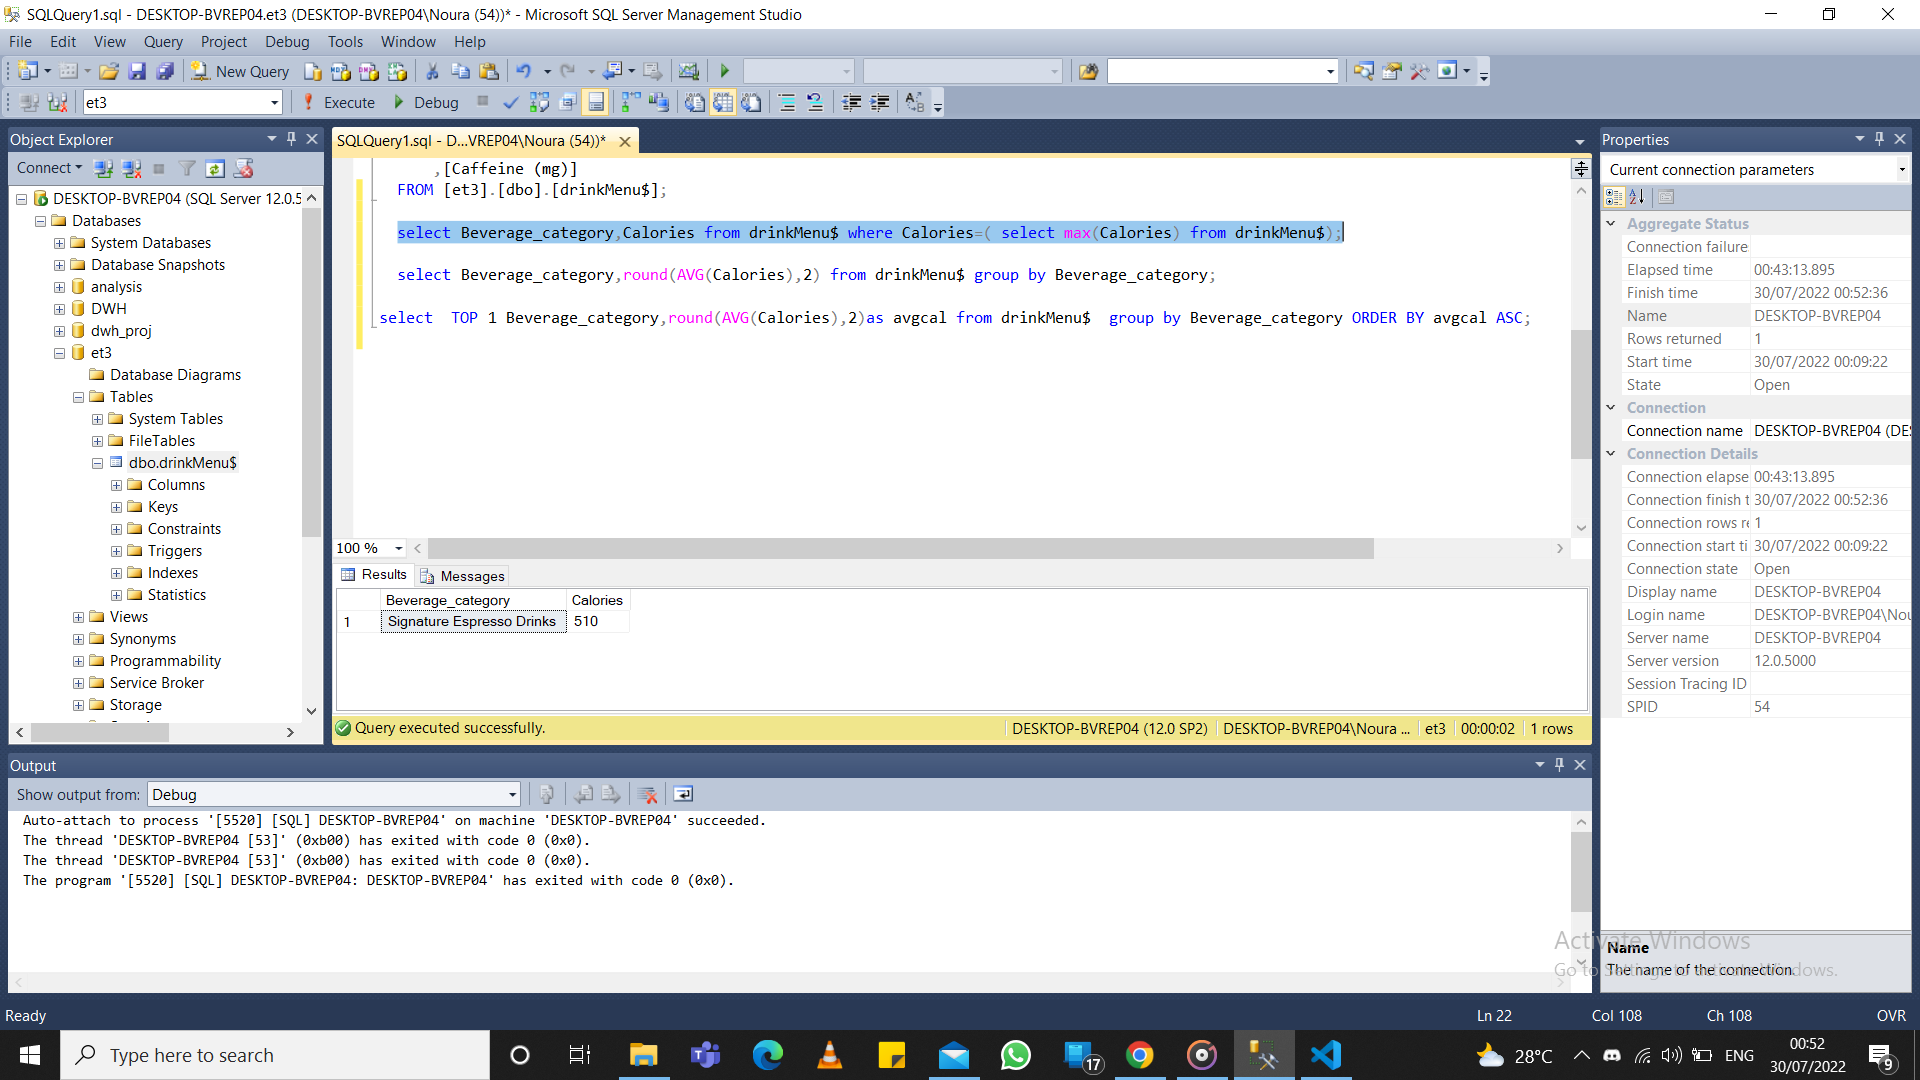 SQLQuery1.sql - DESKTOP-BVREP04.et3 (DESKTOP-BVREP04\Noura (54))* - Microsoft SQL Server Management Studio
File Edit View Query Project Debug Tools Window Help
New Query
et3 Execute Debug
Object Explorer
Connect
DESKTOP-BVREP04 (SQL Server 12.0.5
Databases
System Databases
Database Snapshots
analysis
DWH
dwh_proj
et3
Database Diagrams
Tables
System Tables
FileTables
dbo.drinkMenu$
Columns
Keys
Constraints
Triggers
Indexes
Statistics
Views
Synonyms
Programmability
Service Broker
Storage
SQLQuery1.sql - D...VREP04\Noura (54))*
,[Caffeine (mg)]
FROM [et3].[dbo].[drinkMenu$];
select Beverage_category,Calories from drinkMenu$ where Calories=( select max(Calories) from drinkMenu$);
select Beverage_category,round(AVG(Calories),2) from drinkMenu$ group by Beverage_category;
select TOP 1 Beverage_category,round(AVG(Calories),2)as avgcal from drinkMenu$ group by Beverage_category ORDER BY avgcal ASC;
100 %
Results Messages
Beverage_category Calories
1 Signature Espresso Drinks 510
Query executed successfully. DESKTOP-BVREP04 (12.0 SP2) DESKTOP-BVREP04\Noura ... et3 00:00:02 1 rows
Properties
Current connection parameters
Aggregate Status
Connection failure
Elapsed time 00:43:13.895
Finish time 30/07/2022 00:52:36
Name DESKTOP-BVREP04
Rows returned 1
Start time 30/07/2022 00:09:22
State Open
Connection
Connection name DESKTOP-BVREP04 (DES
Connection Details
Connection elapse 00:43:13.895
Connection finish t 30/07/2022 00:52:36
Connection rows re 1
Connection start ti 30/07/2022 00:09:22
Connection state Open
Display name DESKTOP-BVREP04
Login name DESKTOP-BVREP04\Nou
Server name DESKTOP-BVREP04
Server version 12.0.5000
Session Tracing ID
SPID 54
Name
The name of the connection.
Activate Windows
Go to Settings to activate Windows.
Output
Show output from: Debug
Auto-attach to process '[5520] [SQL] DESKTOP-BVREP04' on machine 'DESKTOP-BVREP04' succeeded.
The thread 'DESKTOP-BVREP04 [53]' (0xb00) has exited with code 0 (0x0).
The thread 'DESKTOP-BVREP04 [53]' (0xb00) has exited with code 0 (0x0).
The program '[5520] [SQL] DESKTOP-BVREP04: DESKTOP-BVREP04' has exited with code 0 (0x0).
Ready Ln 22 Col 108 Ch 108 OVR
Type here to search
17
28°C ENG
00:52
30/07/2022
9